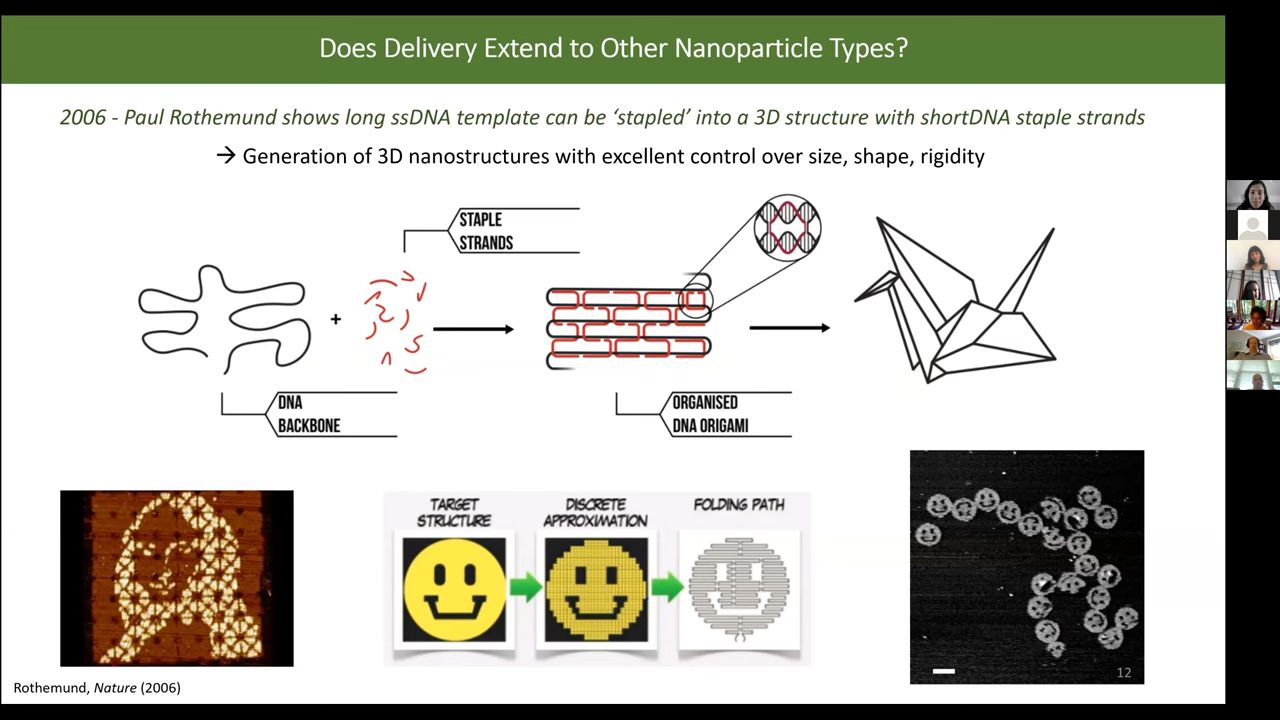 Does Delivery Extend to Other Nanoparticle Types?
2006 - Paul Rothemund shows long ssDNA template can be ‘stapled’ into a 3D structure with shortDNA staple strands
→ Generation of 3D nanostructures with excellent control over size, shape, rigidity
STAPLE
STRANDS
+
DNA
BACKBONE
ORGANISED
DNA ORIGAMI
TARGET
STRUCTURE
DISCRETE
APPROXIMATION
FOLDING PATH
12
Rothemund, Nature (2006)